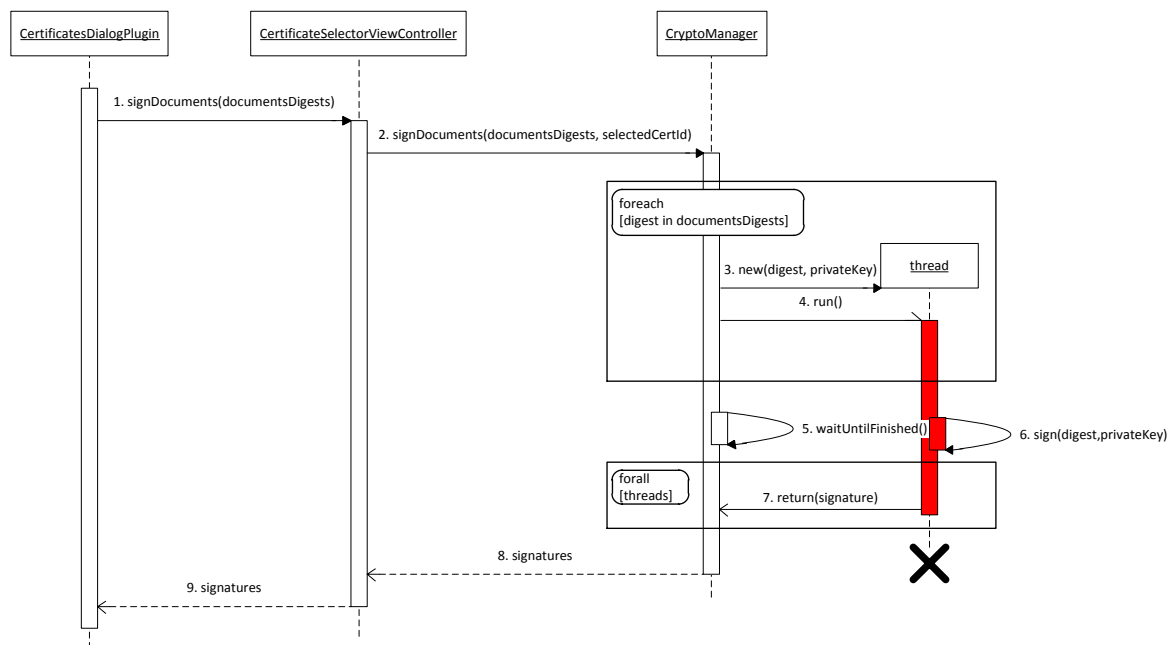 CertificatesDialogPlugin
CertificateSelectorViewController
CryptoManager
1. signDocuments(documentsDigests)
2. signDocuments(documentsDigests, selectedCertId)
foreach
[digest in documentsDigests]
3. new(digest, privateKey)
thread
4. run()
5. waitUntilFinished()
6. sign(digest,privateKey)
forall
[threads]
7. return(signature)
8. signatures
9. signatures